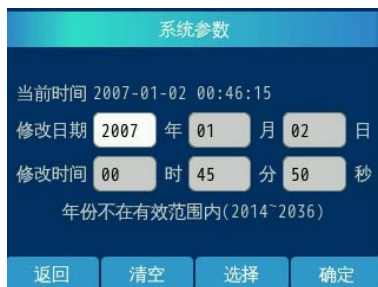 系统参数
当前时间 2007-01-02 00:46:15
修改日期 2007 年 01 月 02 日
修改时间 00 时 45 分 50 秒
年份不在有效范围内(2014~2036)
返回 清空 选择 确定